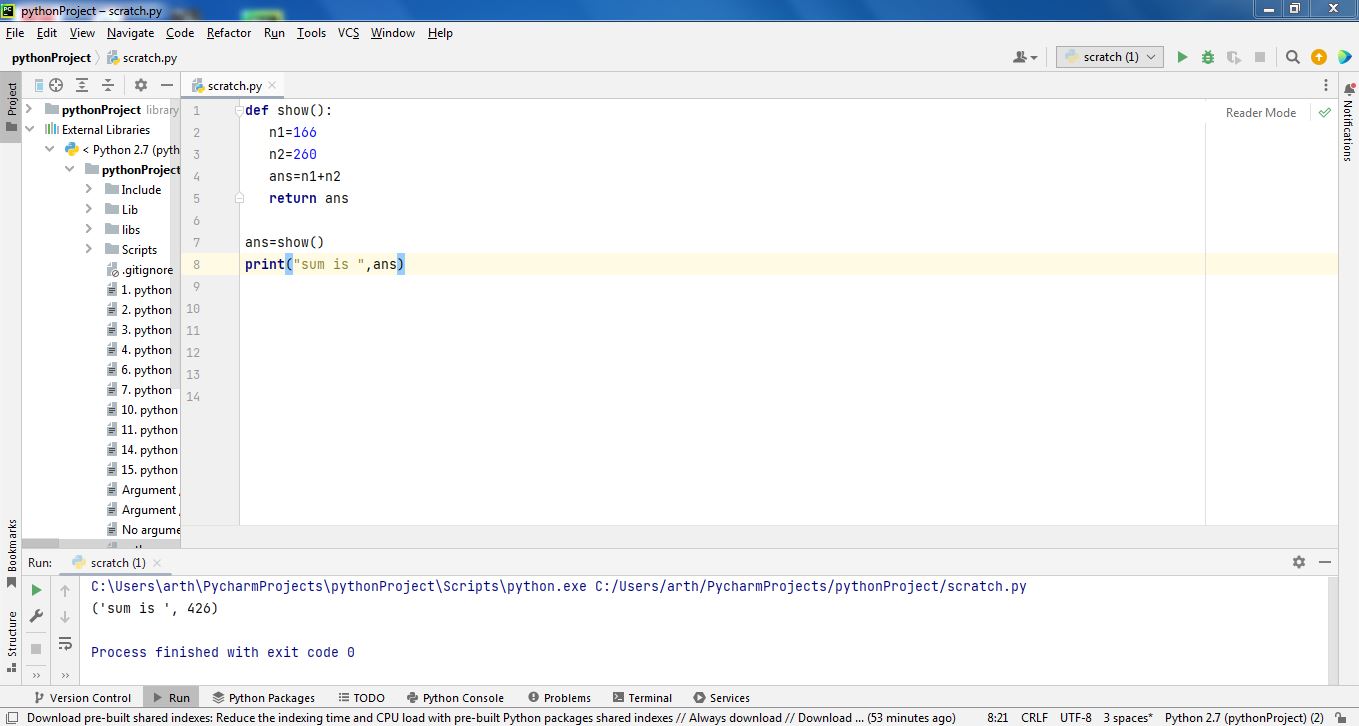 pythonProject – scratch.py
File Edit View Navigate Code Refactor Run Tools VCS Window Help
pythonProject scratch.py
scratch (1)
Project
scratch.py
pythonProject library
External Libraries
< Python 2.7 (pyth
pythonProject
Include
Lib
libs
Scripts
.gitignore
1. python
2. python
3. python
4. python
6. python
7. python
10. python
11. python
14. python
15. python
Argument
Argument
No argume
1 def show():
2 n1=166
3 n2=260
4 ans=n1+n2
5 return ans
6
7 ans=show()
8 print("sum is ",ans)
9
10
11
12
13
14
Reader Mode
Notifications
Bookmarks
Structure
Run: scratch (1)
C:\Users\arth\PycharmProjects\pythonProject\Scripts\python.exe C:/Users/arth/PycharmProjects/pythonProject/scratch.py
('sum is ', 426)
Process finished with exit code 0
Version Control Run Python Packages TODO Python Console Problems Terminal Services
Download pre-built shared indexes: Reduce the indexing time and CPU load with pre-built Python packages shared indexes // Always download // Download ... (53 minutes ago) 8:21 CRLF UTF-8 3 spaces* Python 2.7 (pythonProject) (2)